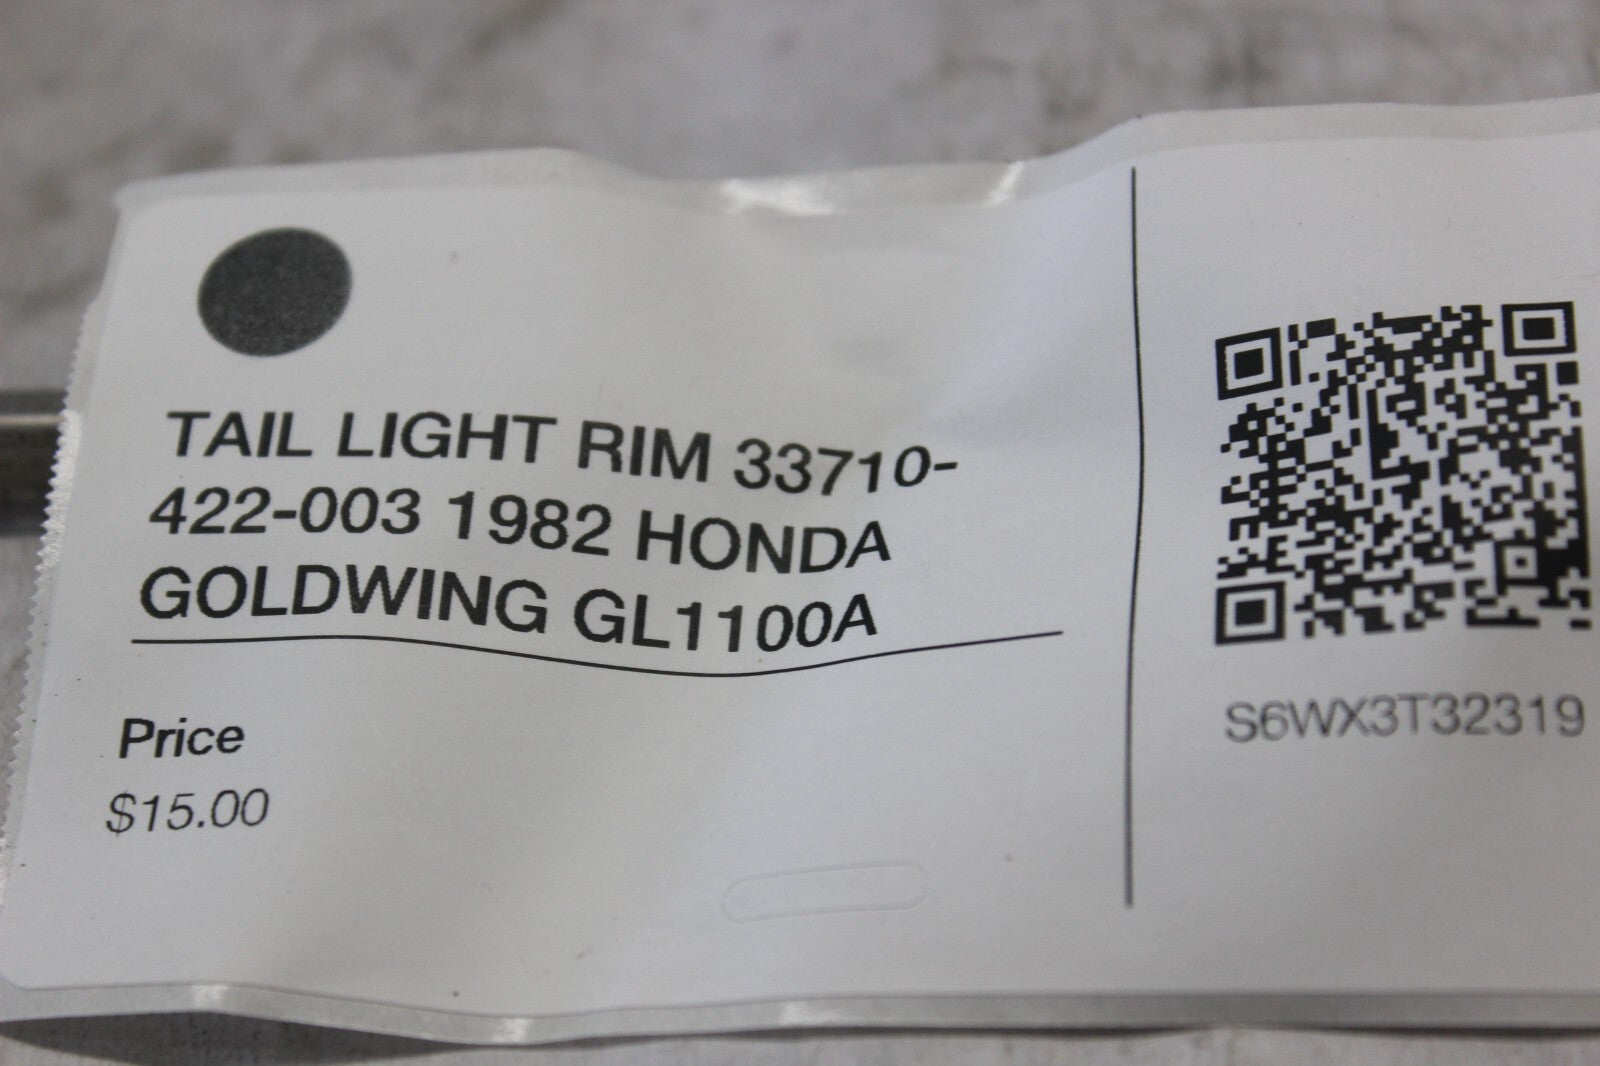 TAIL LIGHT RIM 33710-
422-003 1982 HONDA
GOLDWING GL1100A
Price
$15.00
S6WX3T32319